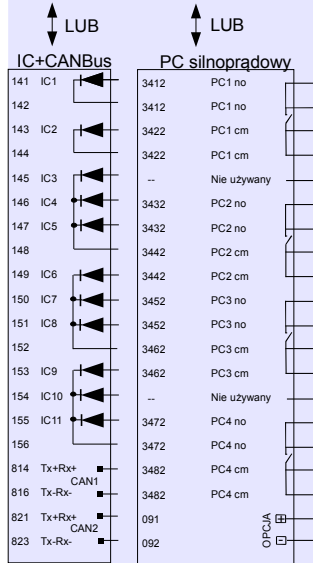 LUB
LUB
IC+CANBus
141 IC1
142
143 IC2
144
145 IC3
146 IC4
147 IC5
148
149 IC6
150 IC7
151 IC8
152
153 IC9
154 IC10
155 IC11
156
814 Tx+Rx+
CAN1
816 Tx-Rx-
821 Tx+Rx+
CAN2
823 Tx-Rx-
PC silnoprądowy
3412 PC1 no
3412 PC1 no
3422 PC1 cm
3422 PC1 cm
-- Nie używany
3432 PC2 no
3432 PC2 no
3442 PC2 cm
3442 PC2 cm
3452 PC3 no
3452 PC3 no
3462 PC3 cm
3462 PC3 cm
-- Nie używany
3472 PC4 no
3472 PC4 no
3482 PC4 cm
3482 PC4 cm
091
092
OPCJA